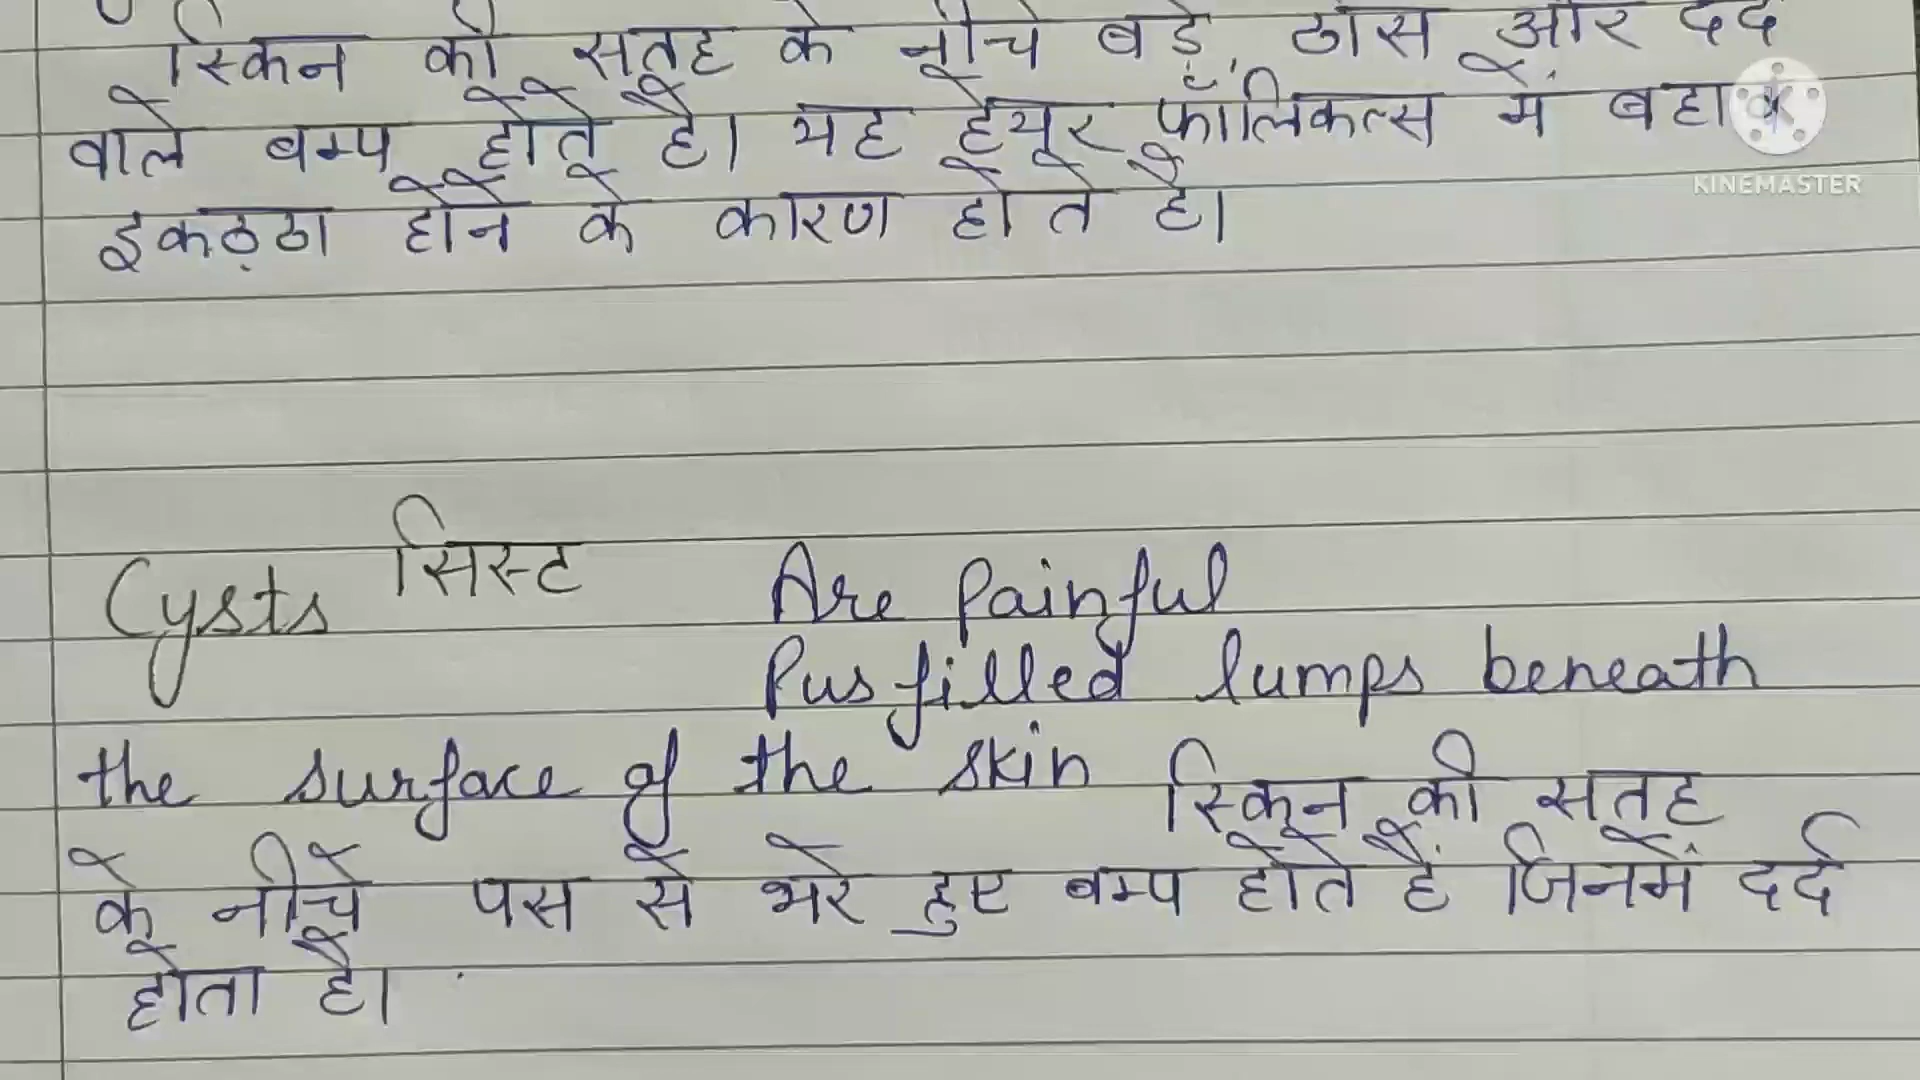 स्किन की सतह के नीचे बड़े, ठोस और दर्द
वाले बम्प होते है। यह हेयर फॉलिकल्स में बहाव
KINEMASTER
इकठ्ठा होने के कारण होते है।
Cysts सिस्ट Are Painful
Pus filled lumps beneath
the surface of the skin स्किन की सतह
के नीचे पस से भरे हुए बम्प होते हैं जिनमें दर्द
होता है।